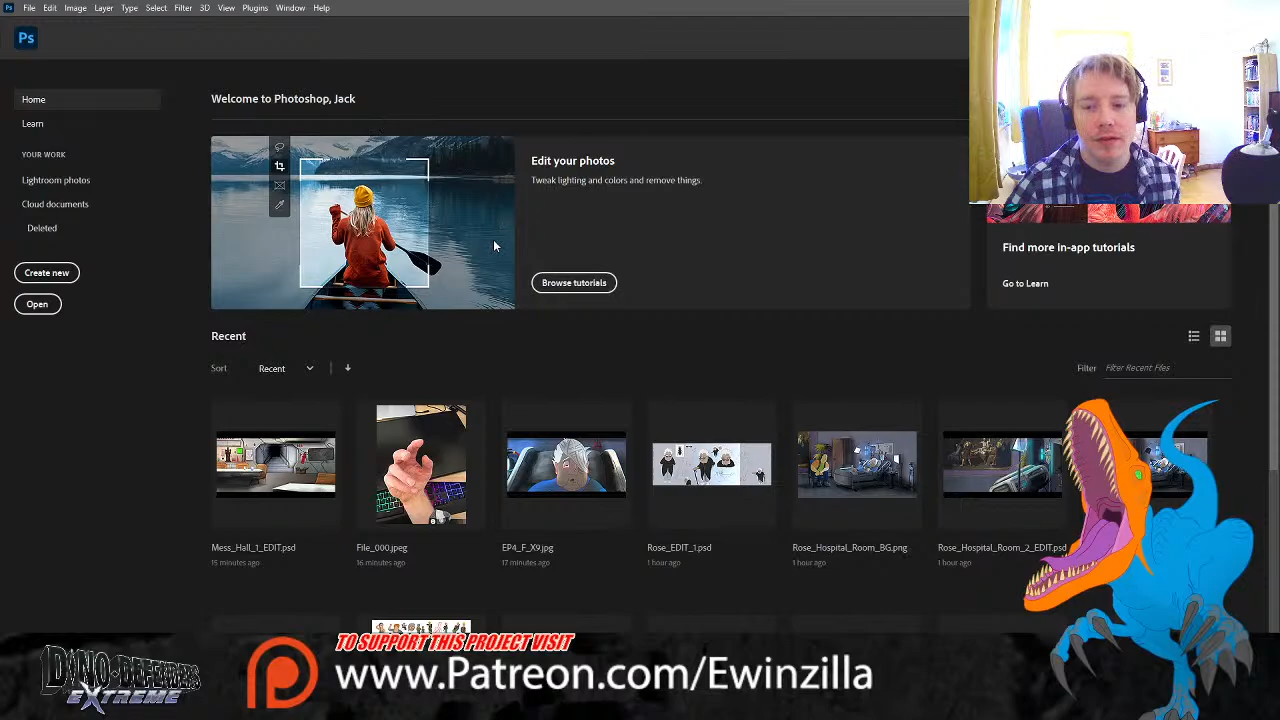 File Edit Image Layer Type Select Filter 3D View Plugins Window Help
Ps
Home
Learn
YOUR WORK
Lightroom photos
Cloud documents
Deleted
Create new
Open
Welcome to Photoshop, Jack
Edit your photos
Tweak lighting and colors and remove things.
Browse tutorials
Find more in-app tutorials
Go to Learn
Recent
Sort Recent
Filter Filter Recent Files
Mess_Hall_1_EDIT.psd
15 minutes ago
File_000.jpeg
16 minutes ago
EP4_F_X9.jpg
17 minutes ago
Rose_EDIT_1.psd
1 hour ago
Rose_Hospital_Room_BG.png
1 hour ago
Rose_Hospital_Room_2_EDIT.psd
1 hour ago
DINO-DEFENDERS
EXTREME
TO SUPPORT THIS PROJECT VISIT
www.Patreon.com/Ewinzilla